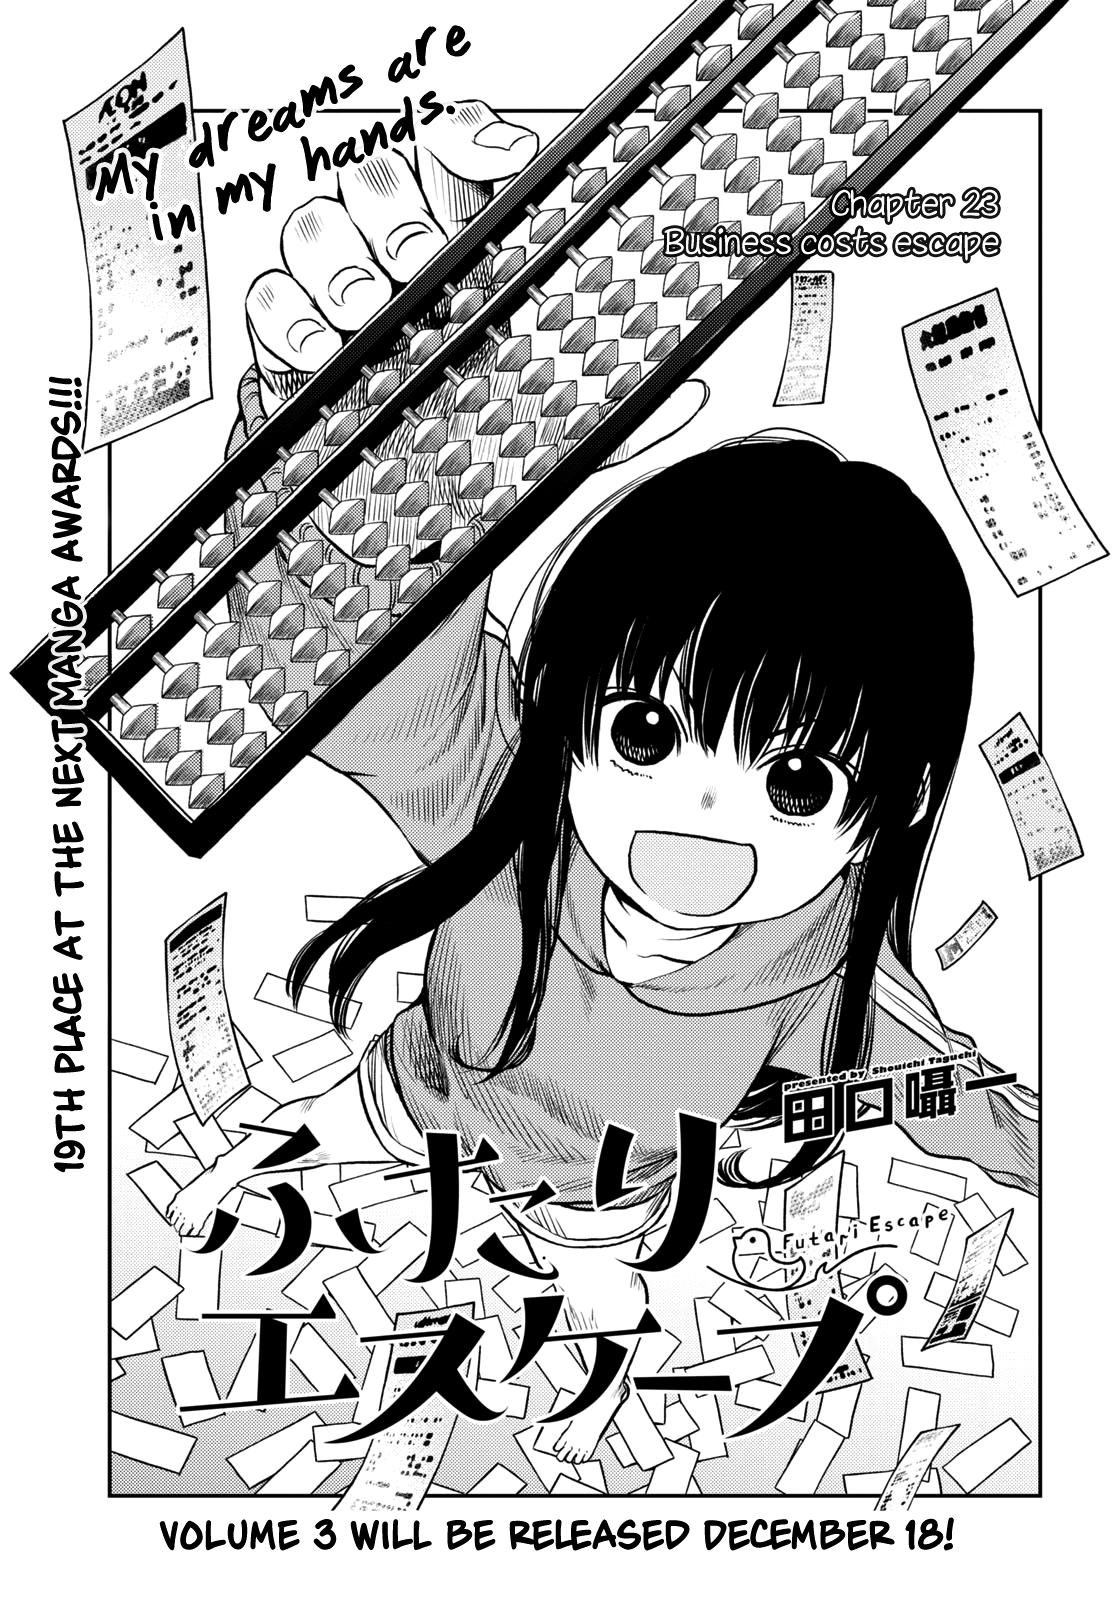 My dreams are
in my hands.
Chapter 23
Business costs escape
19TH PLACE AT THE NEXT MANGA AWARDS!!!!
presented by Shouichi Taguchi
田口囁一
ふたり
Futari Escape
エスケープ
VOLUME 3 WILL BE RELEASED DECEMBER 18!